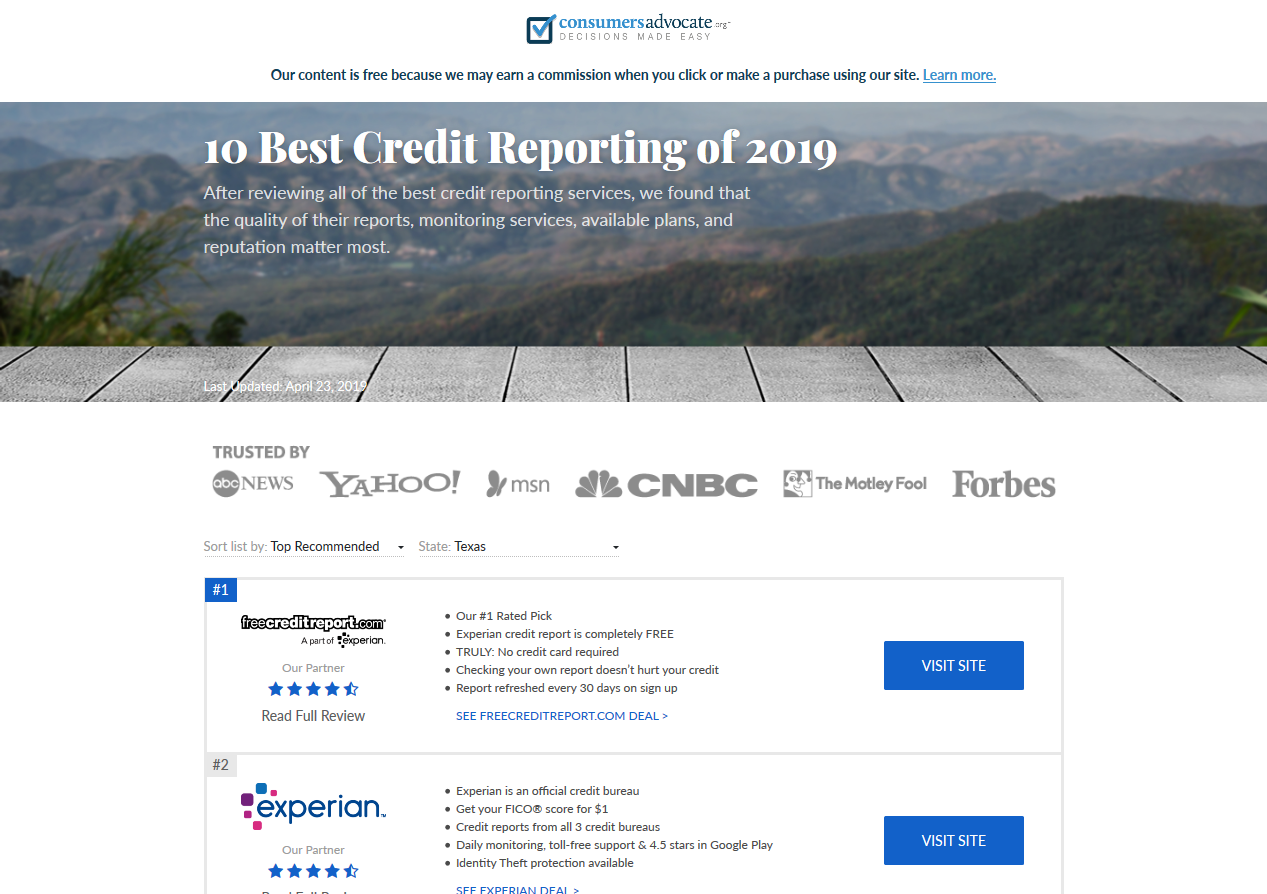 consumersadvocate.org™
DECISIONS MADE EASY
Our content is free because we may earn a commission when you click or make a purchase using our site. Learn more.
10 Best Credit Reporting of 2019
After reviewing all of the best credit reporting services, we found that
the quality of their reports, monitoring services, available plans, and
reputation matter most.
Last Updated: April 23, 2019
TRUSTED BY
abc NEWS YAHOO! msn CNBC The Motley Fool Forbes
Sort list by: Top Recommended State: Texas
#1
freecreditreport.com®
A part of experian.
Our Partner
Read Full Review
• Our #1 Rated Pick
• Experian credit report is completely FREE
• TRULY: No credit card required
• Checking your own report doesn’t hurt your credit
• Report refreshed every 30 days on sign up
SEE FREECREDITREPORT.COM DEAL >
VISIT SITE
#2
experian™
Our Partner
Read Full Review
• Experian is an official credit bureau
• Get your FICO® score for $1
• Credit reports from all 3 credit bureaus
• Daily monitoring, toll-free support & 4.5 stars in Google Play
• Identity Theft protection available
SEE EXPERIAN DEAL >
VISIT SITE